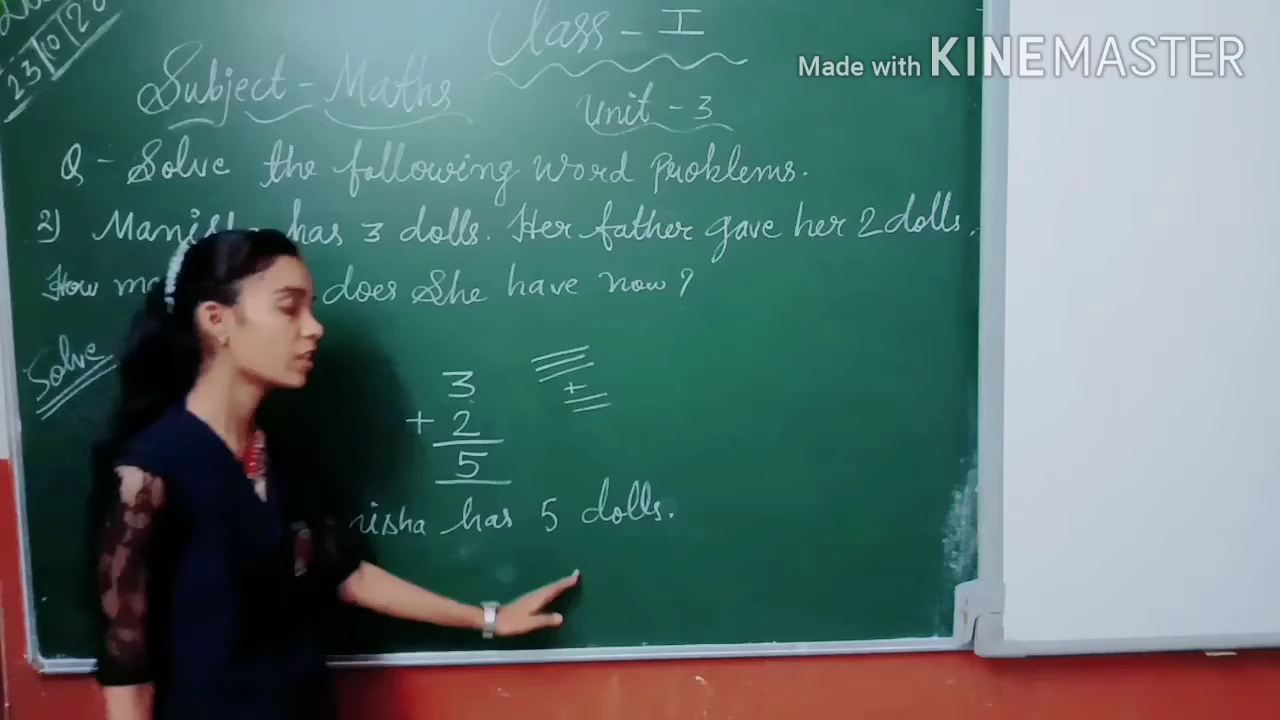 23/10/20
Class - I
Made with KINEMASTER
Subject - Maths
Unit - 3
Q - Solve the following word problems.
2) Manisha has 3 dolls. Her father gave her 2 dolls.
How does She have now ?
Solve
3
+
+ 2
5
nisha has 5 dolls.